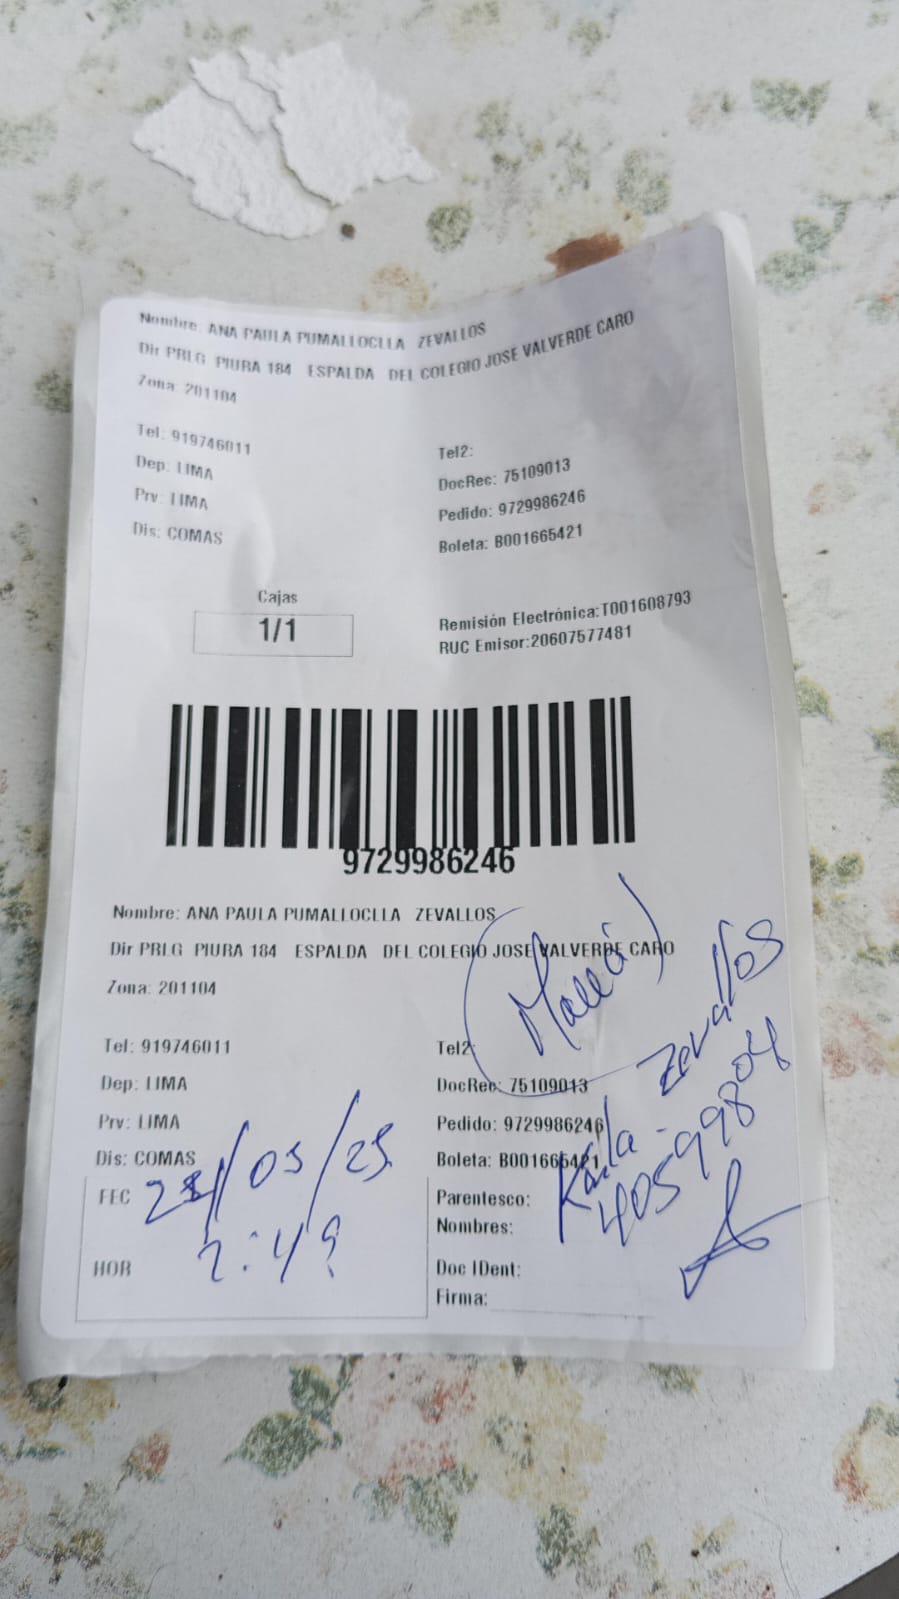 Nombre: ANA PAULA PUMALLOCLLA ZEVALLOS
Dir PRLG PIURA 184 ESPALDA DEL COLEGIO JOSE VALVERDE CARO
Zona: 201104
Tel: 919746011
Tel2:
Dep: LIMA
DocRec: 75109013
Prv: LIMA
Pedido: 9729986246
Dis: COMAS
Boleta: B001665421
Cajas
1/1
Remisión Electrónica:T001608793
RUC Emisor:20607577481
9729986246
Nombre: ANA PAULA PUMALLOCLLA ZEVALLOS
Dir PRLG PIURA 184 ESPALDA DEL COLEGIO JOSE VALVERDE CARO
Zona: 201104
Tel: 919746011
Tel2:
Dep: LIMA
DocRec: 75109013
Prv: LIMA
Pedido: 9729986246
Dis: COMAS
Boleta: B001665421
FEC
HOR
Parentesco:
Nombres: Karla Zevallos
Doc IDent: 40599804
Firma: